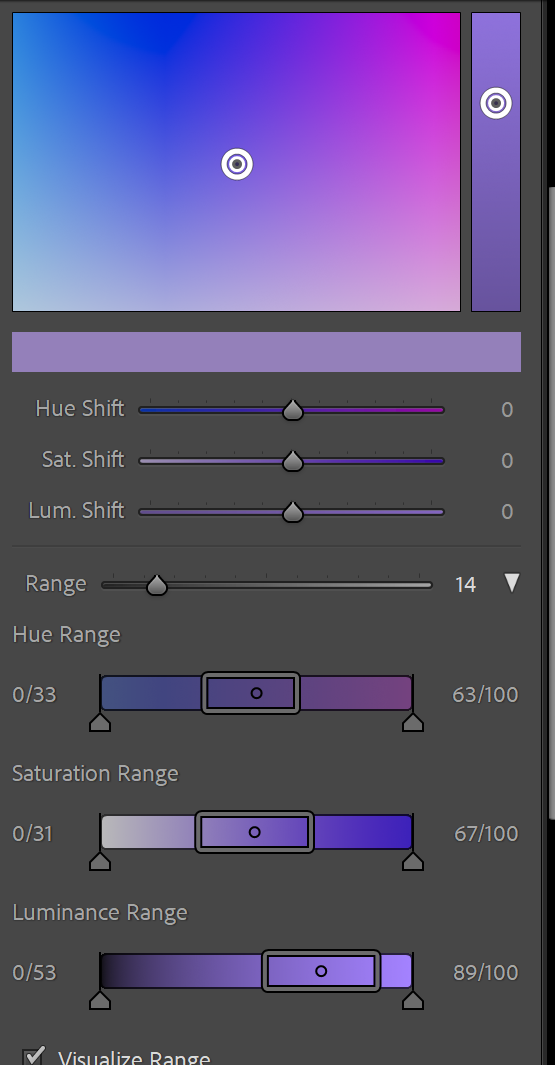 Hue Shift 0
Sat. Shift 0
Lum. Shift 0
Range 14
Hue Range
0/33 63/100
Saturation Range
0/31 67/100
Luminance Range
0/53 89/100
Visualize Range